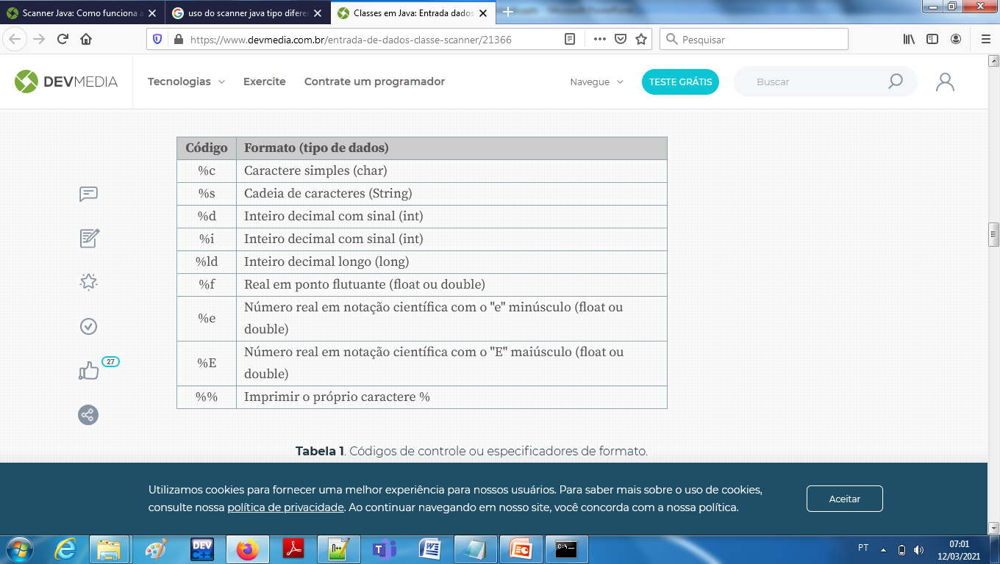 Scanner Java: Como funciona a
uso do scanner java tipo difere
Classes em Java: Entrada dados
https://www.devmedia.com.br/entrada-de-dados-classe-scanner/21366
Pesquisar
DEVMEDIA
Tecnologias
Exercite
Contrate um programador
Navegue
TESTE GRÁTIS
Buscar
Código Formato (tipo de dados)
%c Caractere simples (char)
%s Cadeia de caracteres (String)
%d Inteiro decimal com sinal (int)
%i Inteiro decimal com sinal (int)
%ld Inteiro decimal longo (long)
%f Real em ponto flutuante (float ou double)
%e Número real em notação científica com o "e" minúsculo (float ou
double)
%E Número real em notação científica com o "E" maiúsculo (float ou
double)
%% Imprimir o próprio caractere %
27
Tabela 1. Códigos de controle ou especificadores de formato.
Utilizamos cookies para fornecer uma melhor experiência para nossos usuários. Para saber mais sobre o uso de cookies,
consulte nossa política de privacidade. Ao continuar navegando em nosso site, você concorda com a nossa política.
Aceitar
DEV
C++
PT
07:01
12/03/2021